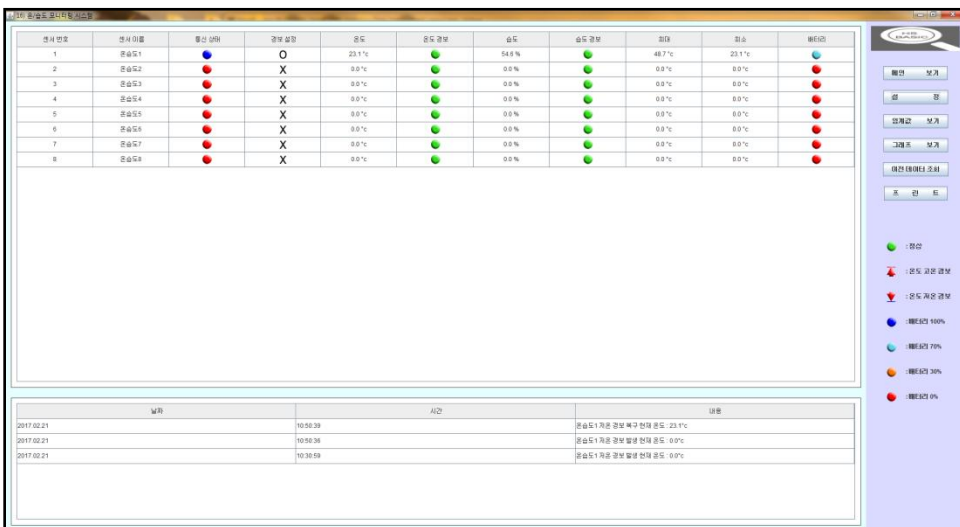 161 온/습도 모니터링 시스템
센서 번호 센서 이름 통신 상태 경보 설정 온도 온도 경보 습도 습도 경보 최대 최소 배터리
1 온습도1 O 23.1 °c 54.6 % 48.7 °c 23.1 °c
2 온습도2 X 0.0 °c 0.0 % 0.0 °c 0.0 °c
3 온습도3 X 0.0 °c 0.0 % 0.0 °c 0.0 °c
4 온습도4 X 0.0 °c 0.0 % 0.0 °c 0.0 °c
5 온습도5 X 0.0 °c 0.0 % 0.0 °c 0.0 °c
6 온습도6 X 0.0 °c 0.0 % 0.0 °c 0.0 °c
7 온습도7 X 0.0 °c 0.0 % 0.0 °c 0.0 °c
8 온습도8 X 0.0 °c 0.0 % 0.0 °c 0.0 °c
날짜 시간 내용
2017.02.21 10:50:39 온습도1 저온 경보 복구 현재 온도 : 23.1°c
2017.02.21 10:50:36 온습도1 저온 경보 발생 현재 온도 : 0.0°c
2017.02.21 10:30:59 온습도1 저온 경보 발생 현재 온도 : 0.0°c
BASIC
메인 보기
설 정
임계값 보기
그래프 보기
이전 데이터 조회
프 린 트
: 정상
: 온도 고온 경보
: 온도 저온 경보
: 배터리 100%
: 배터리 70%
: 배터리 30%
: 배터리 0%